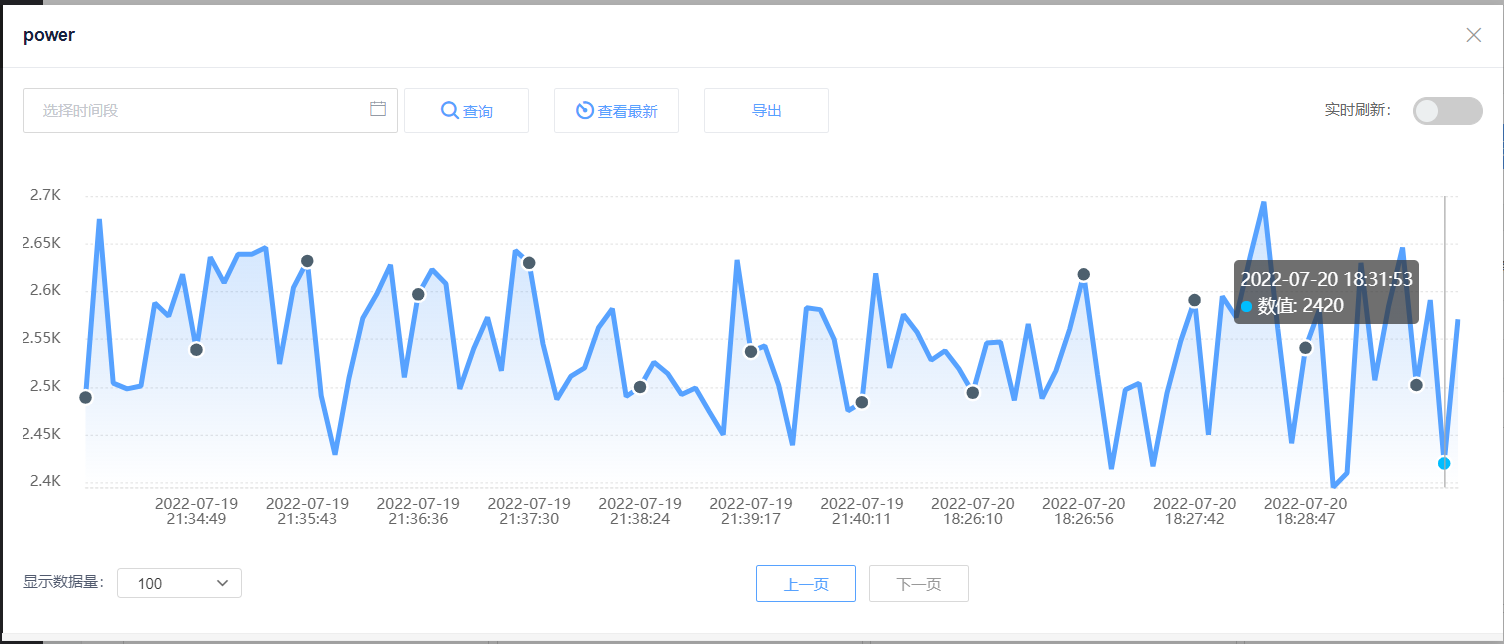 power
选择时间段
查询
查看最新
导出
实时刷新：
2.7K
2.65K
2.6K
2.55K
2.5K
2.45K
2.4K
2022-07-20 18:31:53
数值: 2420
2022-07-19
21:34:49
2022-07-19
21:35:43
2022-07-19
21:36:36
2022-07-19
21:37:30
2022-07-19
21:38:24
2022-07-19
21:39:17
2022-07-19
21:40:11
2022-07-20
18:26:10
2022-07-20
18:26:56
2022-07-20
18:27:42
2022-07-20
18:28:47
显示数据量：
100
上一页
下一页